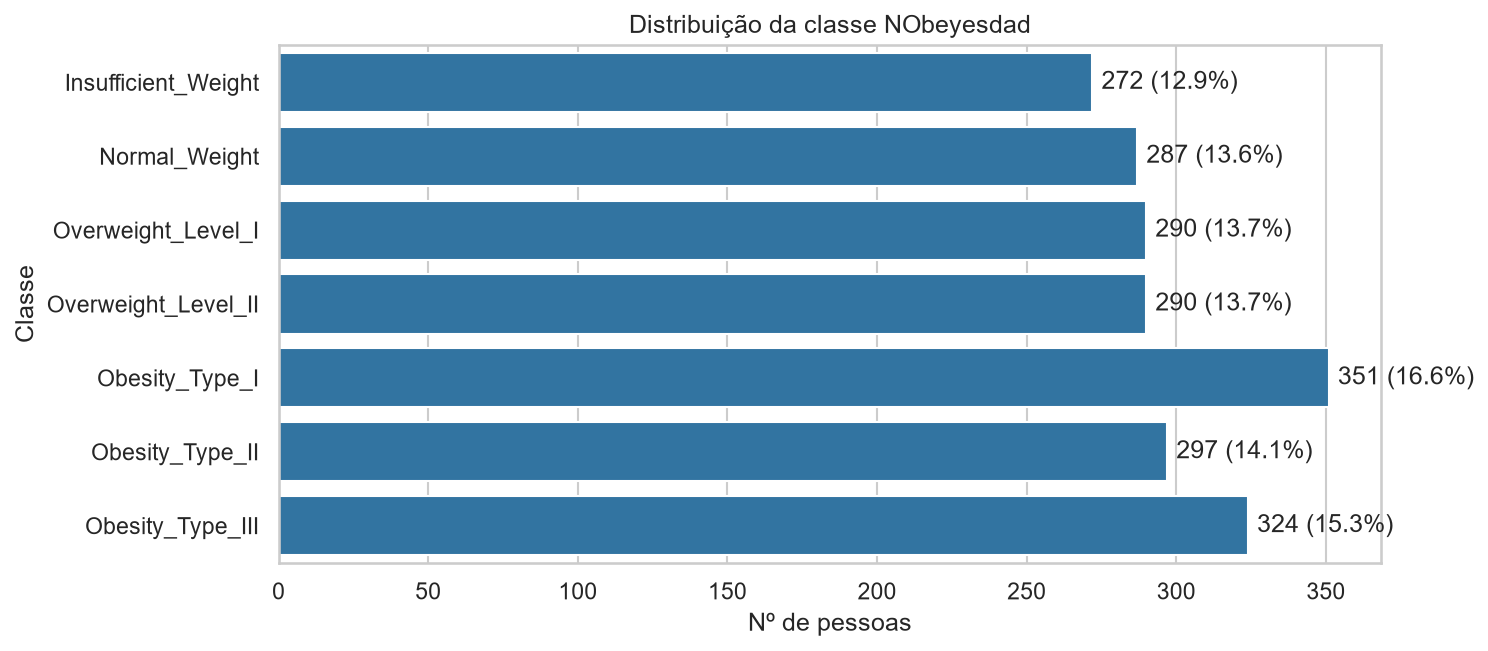 Distribuição da classe NObeyesdad
Classe
Insufficient_Weight 272 (12.9%)
Normal_Weight 287 (13.6%)
Overweight_Level_I 290 (13.7%)
Overweight_Level_II 290 (13.7%)
Obesity_Type_I 351 (16.6%)
Obesity_Type_II 297 (14.1%)
Obesity_Type_III 324 (15.3%)
0 50 100 150 200 250 300 350
Nº de pessoas